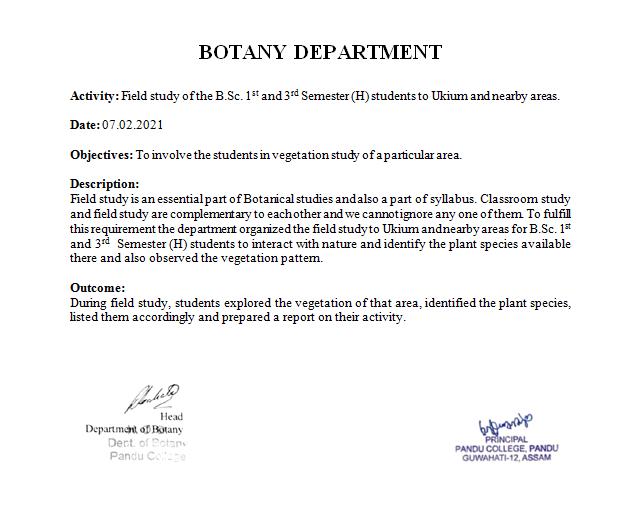 BOTANY DEPARTMENT
Activity: Field study of the B.Sc. 1st and 3rd Semester (H) students to Ukium and nearby areas.
Date: 07.02.2021
Objectives: To involve the students in vegetation study of a particular area.
Description:
Field study is an essential part of Botanical studies and also a part of syllabus. Classroom study
and field study are complementary to each other and we cannot ignore any one of them. To fulfill
this requirement the department organized the field study to Ukium and nearby areas for B.Sc. 1st
and 3rd Semester (H) students to interact with nature and identify the plant species available
there and also observed the vegetation pattern.
Outcome:
During field study, students explored the vegetation of that area, identified the plant species,
listed them accordingly and prepared a report on their activity.
Head
Department of Botany
Dept. of Botany
Pandu College
PRINCIPAL
PANDU COLLEGE, PANDU
GUWAHATI-12, ASSAM